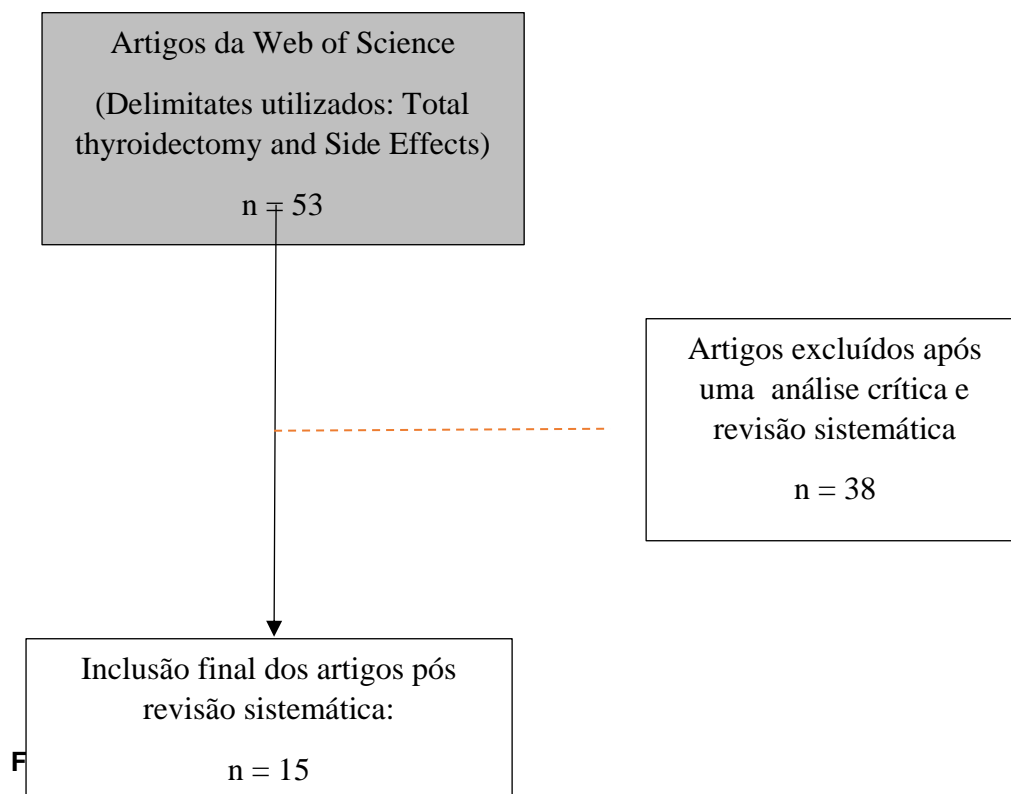 Artigos da Web of Science
(Delimitates utilizados: Total
thyroidectomy and Side Effects)
n = 53
Artigos excluídos após
uma análise crítica e
revisão sistemática
n = 38
Inclusão final dos artigos pós
revisão sistemática:
n = 15
F